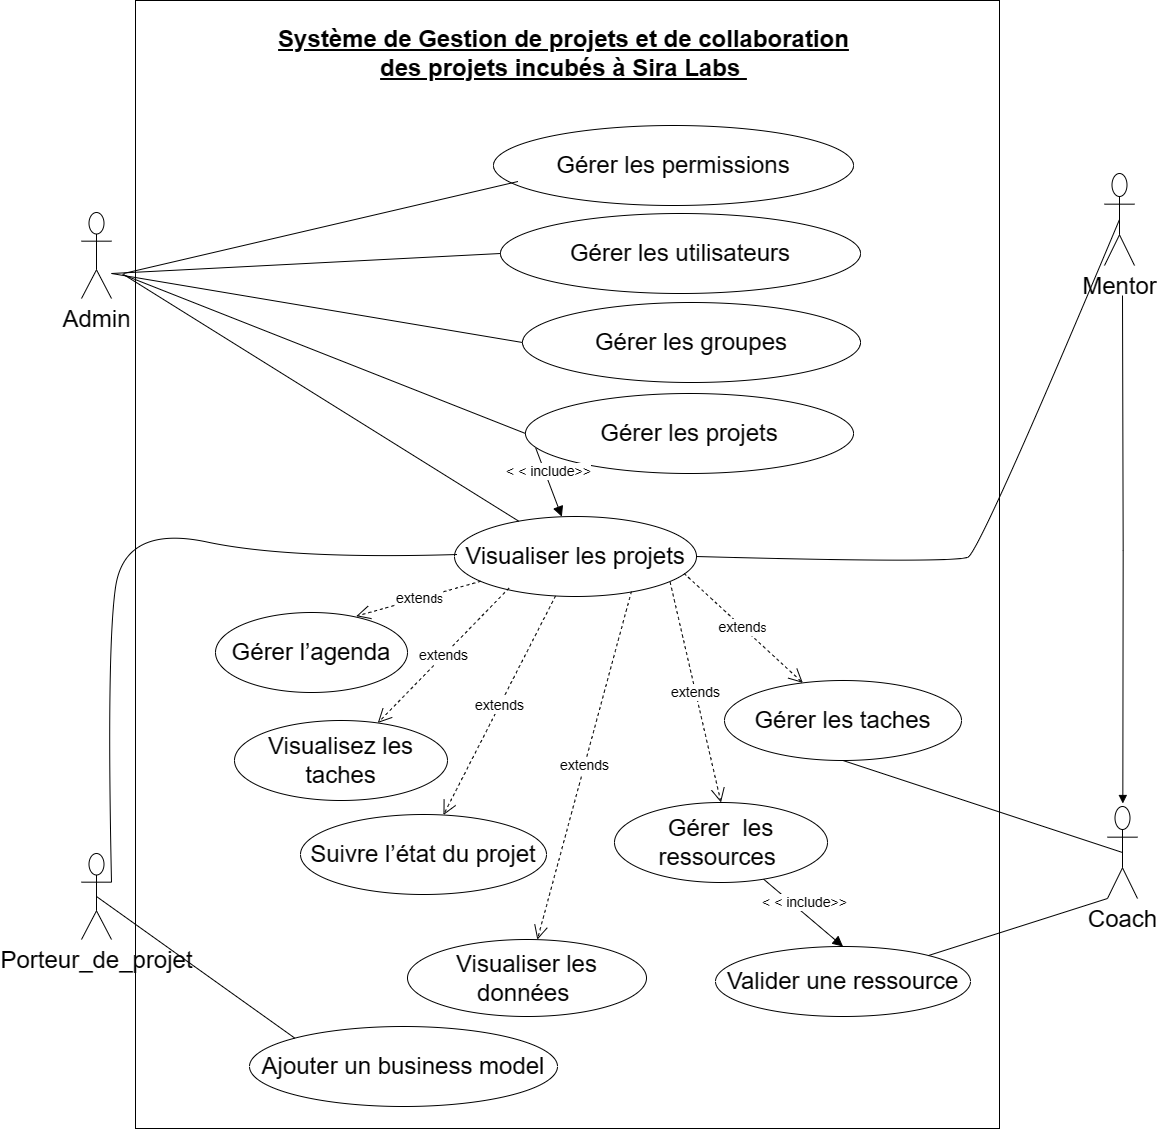 Système de Gestion de projets et de collaboration
des projets incubés à Sira Labs
Gérer les permissions
Gérer les utilisateurs
Mentor
Admin
Gérer les groupes
Gérer les projets
< < include>>
Visualiser les projets
extends
extends
Gérer l’agenda
extends
extends
extends
Gérer les taches
Visualisez les
taches
extends
Gérer  les
ressources
Suivre l’état du projet
< < include>>
Coach
Porteur_de_projet
Visualiser les
données
Valider une ressource
Ajouter un business model